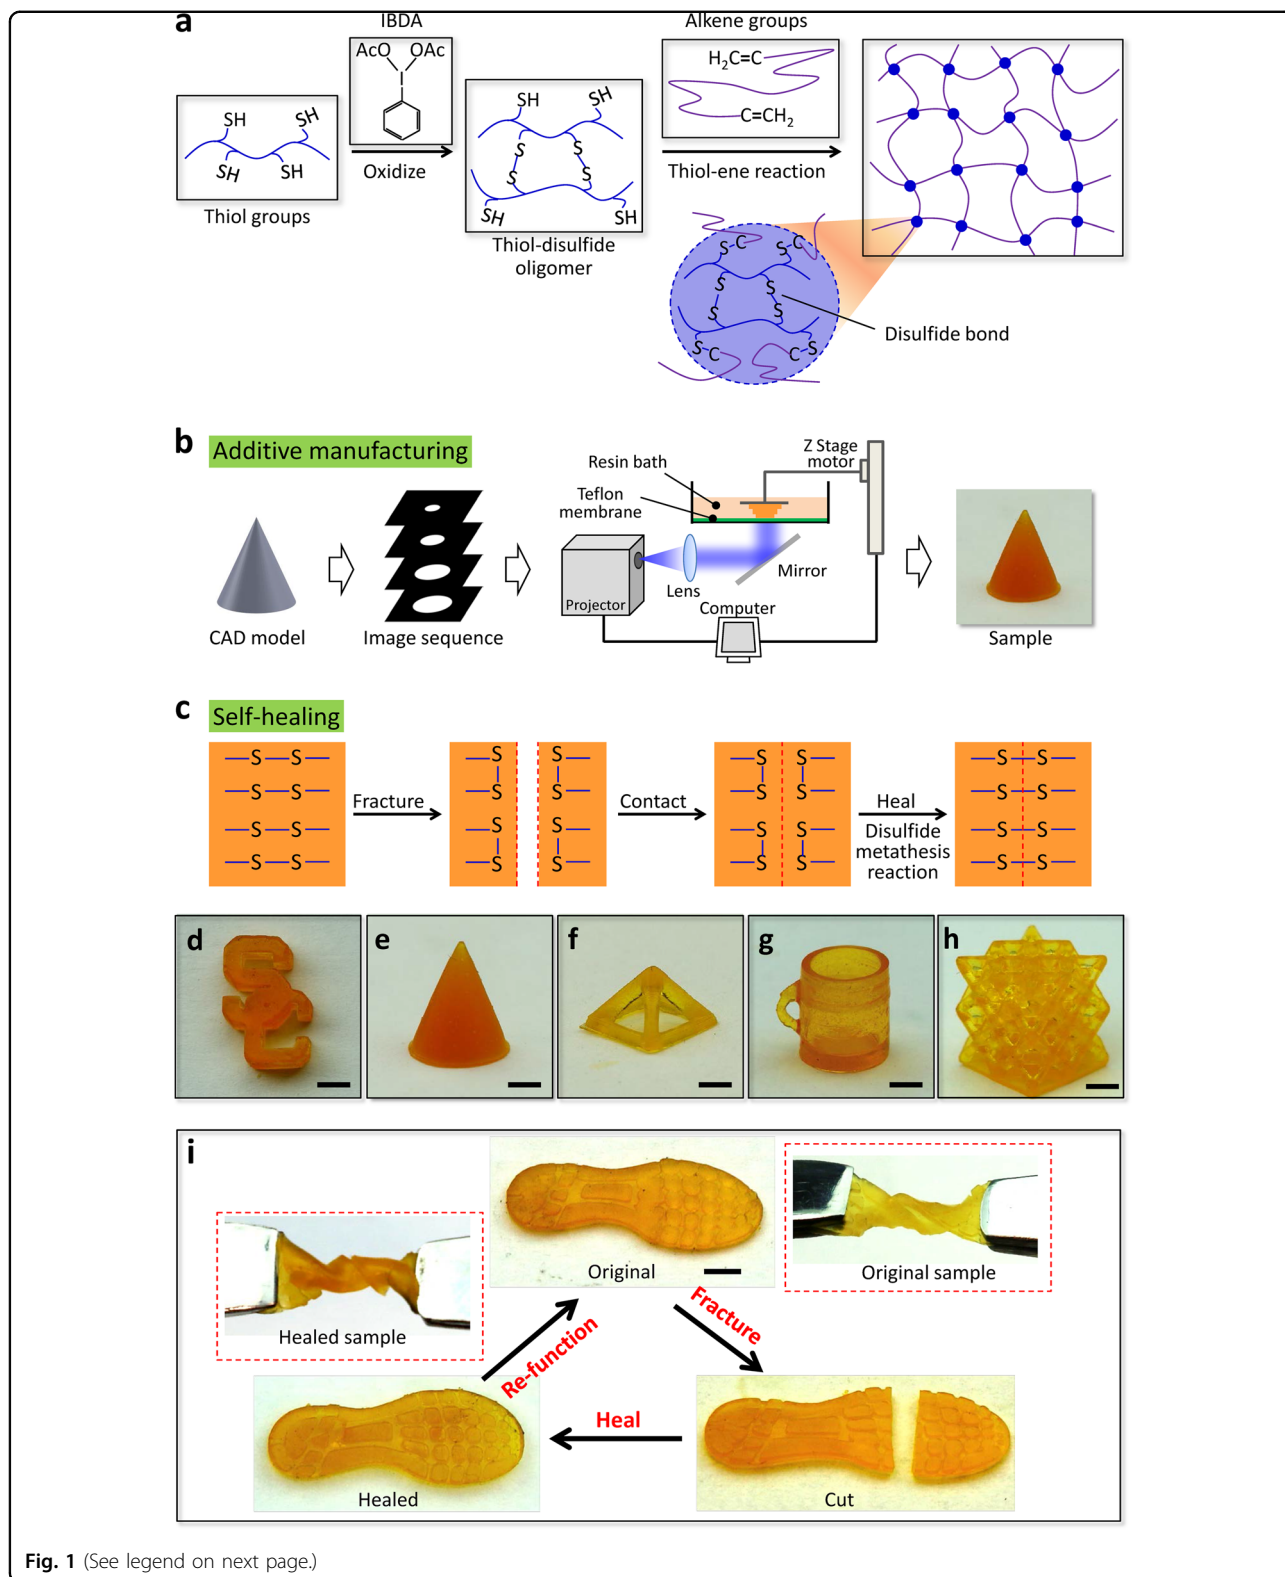 a
IBDA
AcO OAc
I
Oxidize
SH
SH
SH
SH
Thiol groups
SH
SH
S
S
S
S
SH
SH
Thiol-disulfide
oligomer
Alkene groups
H₂C=C
C=CH₂
Thiol-ene reaction
S-C
S-C
S
S
S
S
S-C
C-S
Disulfide bond
b
Additive manufacturing
CAD model
Image sequence
Resin bath
Teflon
membrane
Z Stage
motor
Projector
Lens
Mirror
Computer
Sample
c
Self-healing
S S
S S
S S
S S
Fracture
S S
S S
S S
S S
Contact
S S
S S
S S
S S
Heal
Disulfide
metathesis
reaction
S S
S S
S S
S S
d
e
f
g
h
i
Original
Original sample
Healed sample
Fracture
Re-function
Heal
Healed
Cut
Fig. 1 (See legend on next page.)